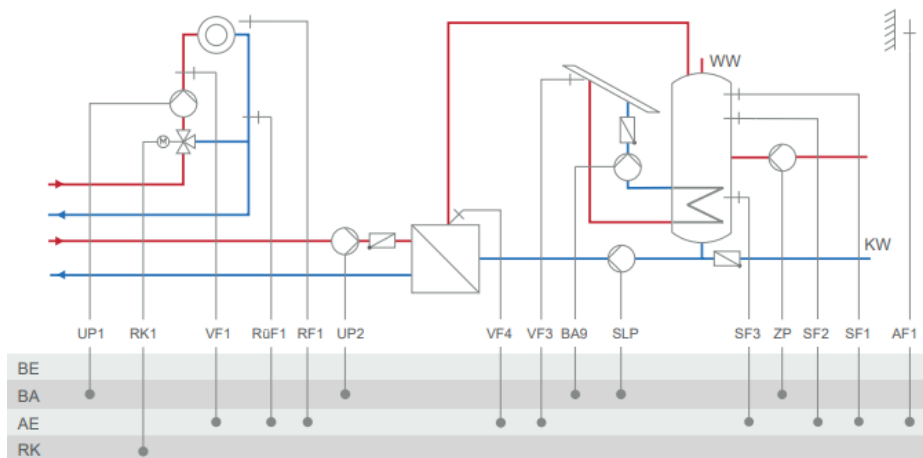 WW
M
KW
UP1 RK1 VF1 RüF1 RF1 UP2 VF4 VF3 BA9 SLP SF3 ZP SF2 SF1 AF1
BE
BA
AE
RK